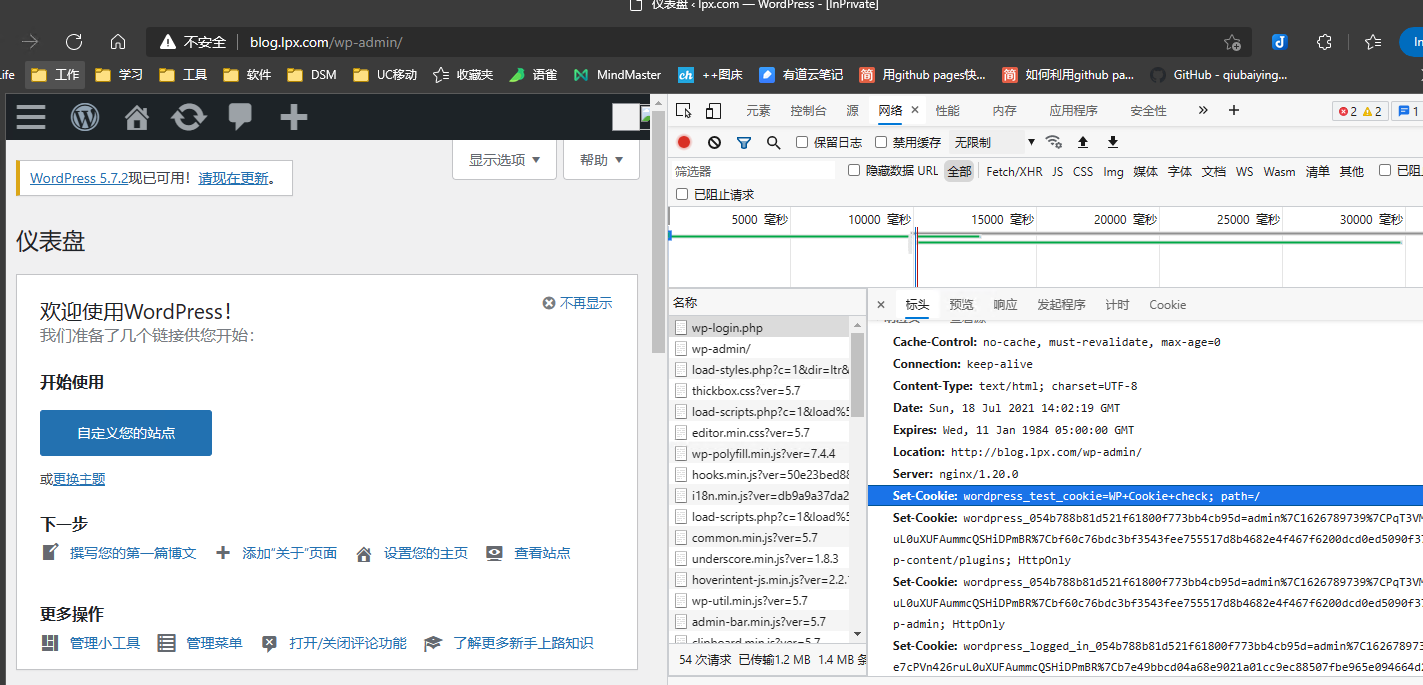 仪表盘 ‹ lpx.com — WordPress - [InPrivate]
不安全 blog.lpx.com/wp-admin/
ife 工作 学习 工具 软件 DSM UC移动 收藏夹 语雀 MindMaster ++图床 有道云笔记 用github pages快... 如何利用github pa... GitHub - qiubaiying...
元素 控制台 源 网络 性能 内存 应用程序 安全性 2 2 1
保留日志 禁用缓存 无限制
筛选器 隐藏数据 URL 全部 Fetch/XHR JS CSS Img 媒体 字体 文档 WS Wasm 清单 其他 已阻
已阻止请求
5000 毫秒 10000 毫秒 15000 毫秒 20000 毫秒 25000 毫秒 30000 毫秒
显示选项 帮助
WordPress 5.7.2现已可用！请现在更新。
仪表盘
欢迎使用WordPress！
不再显示
我们准备了几个链接供您开始：
开始使用
自定义您的站点
或更换主题
下一步
撰写您的第一篇博文 添加“关于”页面 设置您的主页 查看站点
更多操作
管理小工具 管理菜单 打开/关闭评论功能 了解更多新手上路知识
名称
wp-login.php
wp-admin/
load-styles.php?c=1&dir=ltr&
thickbox.css?ver=5.7
load-scripts.php?c=1&load%5
editor.min.css?ver=5.7
wp-polyfill.min.js?ver=7.4.4
hooks.min.js?ver=50e23bed88
i18n.min.js?ver=db9a9a37da2
load-scripts.php?c=1&load%5
common.min.js?ver=5.7
underscore.min.js?ver=1.8.3
hoverintent-js.min.js?ver=2.2.1
wp-util.min.js?ver=5.7
admin-bar.min.js?ver=5.7
clipboard.min.js?ver=5.7
54 次请求 已传输1.2 MB 1.4 MB 条
标头 预览 响应 发起程序 计时 Cookie
Cache-Control: no-cache, must-revalidate, max-age=0
Connection: keep-alive
Content-Type: text/html; charset=UTF-8
Date: Sun, 18 Jul 2021 14:02:19 GMT
Expires: Wed, 11 Jan 1984 05:00:00 GMT
Location: http://blog.lpx.com/wp-admin/
Server: nginx/1.20.0
Set-Cookie: wordpress_test_cookie=WP+Cookie+check; path=/
Set-Cookie: wordpress_054b788b81d521f61800f773bb4cb95d=admin%7C1626789739%7CPqT3VM
uL0uXUFAummcQSHiDPmBR%7Cbf60c76bdc3bf3543fee755517d8b4682e4f467f6200dcd0ed5090f37
p-content/plugins; HttpOnly
Set-Cookie: wordpress_054b788b81d521f61800f773bb4cb95d=admin%7C1626789739%7CPqT3VM
uL0uXUFAummcQSHiDPmBR%7Cbf60c76bdc3bf3543fee755517d8b4682e4f467f6200dcd0ed5090f37
p-admin; HttpOnly
Set-Cookie: wordpress_logged_in_054b788b81d521f61800f773bb4cb95d=admin%7C162678973
e7cPVn426ruL0uXUFAummcQSHiDPmBR%7Cb7e49bbcd04a68e9021a01cc9ec88507fbe965e094664d2